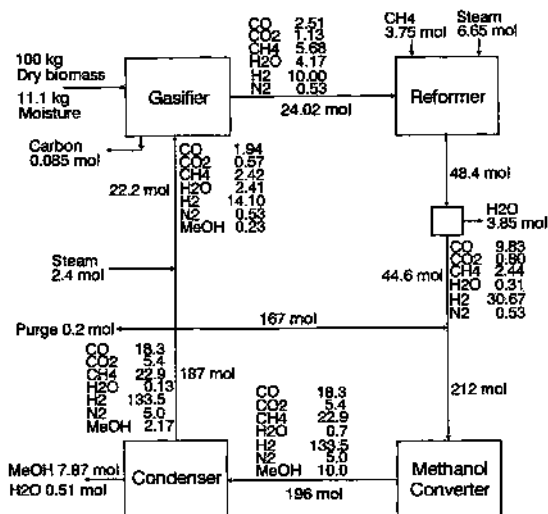 CO 2.51
CO2 1.13
CH4 5.68
H2O 4.17
H2 10.00
N2 0.53
24.02 mol
CH4
3.75 mol
Steam
6.65 mol
100 kg
Dry biomass
11.1 kg
Moisture
Gasifier
Reformer
Carbon
0.085 mol
22.2 mol
CO 1.94
CO2 0.57
CH4 2.42
H2O 2.41
H2 14.10
N2 0.53
MeOH 0.23
48.4 mol
H2O
3.85 mol
44.6 mol
CO 9.83
CO2 0.80
CH4 2.44
H2O 0.31
H2 30.67
N2 0.53
Steam
2.4 mol
Purge 0.2 mol
167 mol
CO 18.3
CO2 5.4
CH4 22.9
H2O 0.13
H2 133.5
N2 5.0
MeOH 2.17
187 mol
CO 18.3
CO2 5.4
CH4 22.9
H2O 0.7
H2 133.5
N2 5.0
MeOH 10.0
196 mol
212 mol
MeOH 7.87 mol
H2O 0.51 mol
Condenser
Methanol
Converter